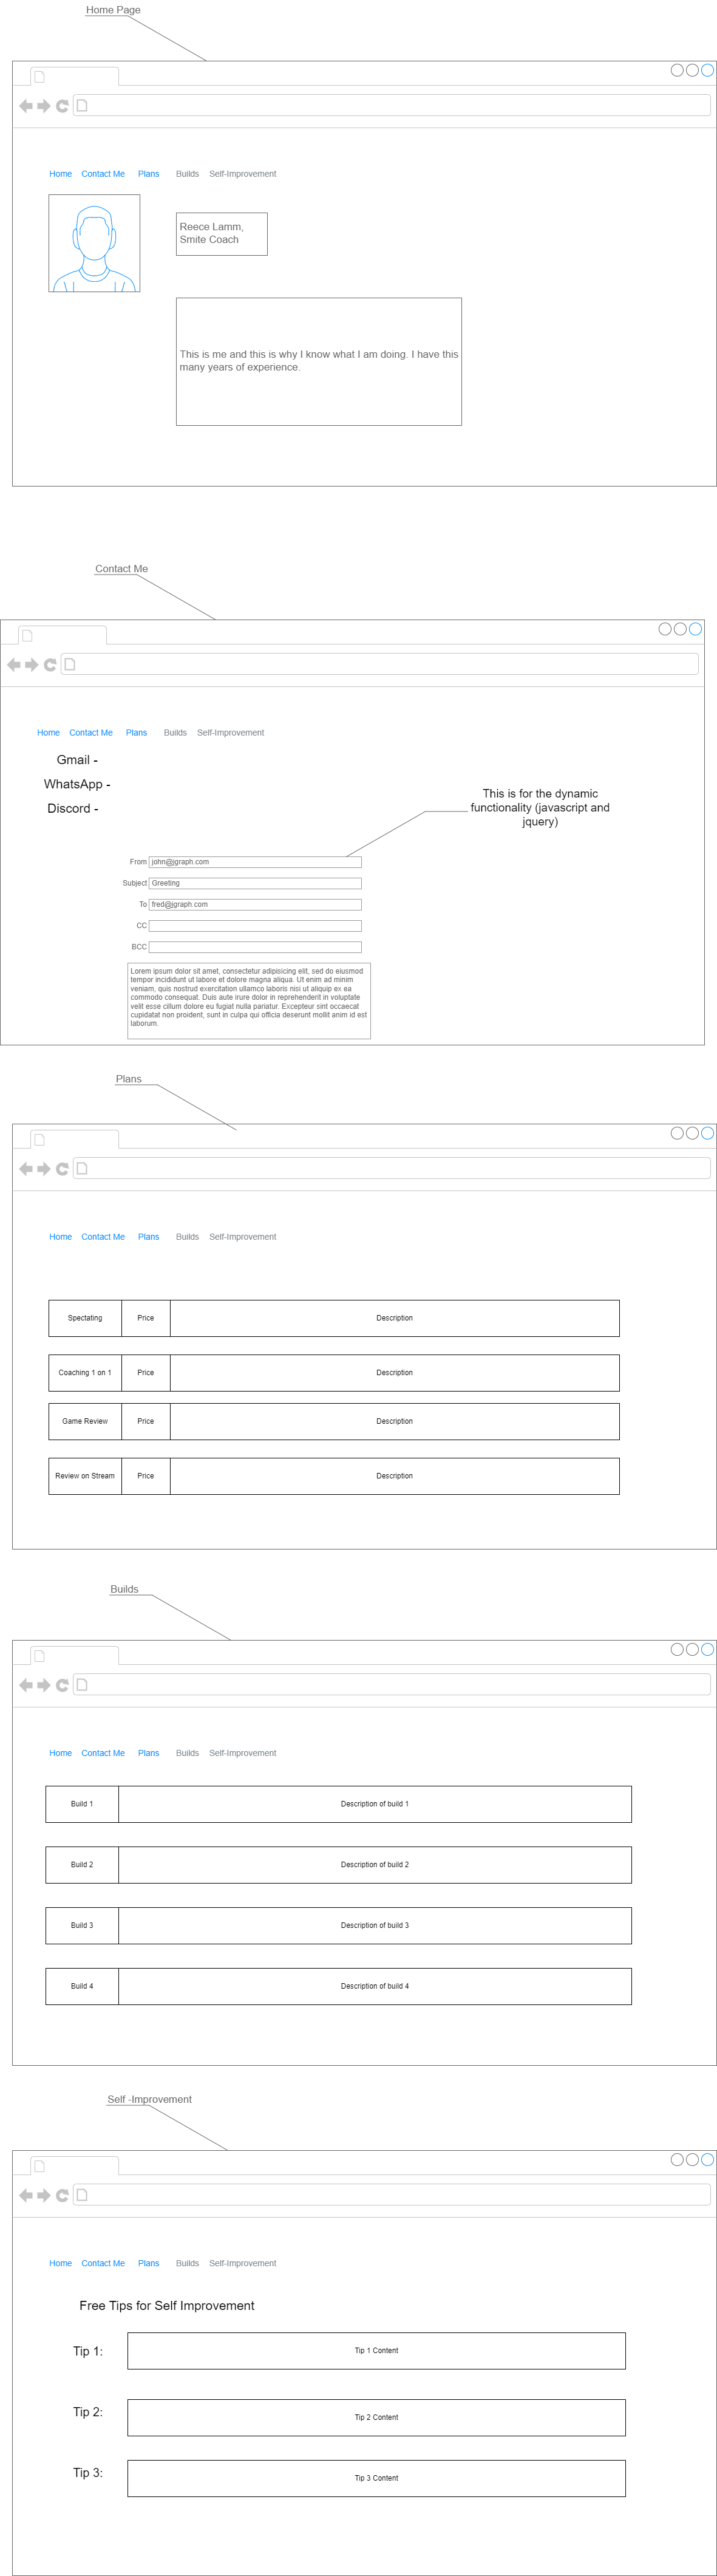 Home Page
Home Contact Me Plans Builds Self-Improvement
Reece Lamm,
Smite Coach
This is me and this is why I know what I am doing. I have this
many years of experience.
Contact Me
Home Contact Me Plans Builds Self-Improvement
Gmail -
WhatsApp -
Discord -
This is for the dynamic
functionality (javascript and
jquery)
From john@jgraph.com
Subject Greeting
To fred@jgraph.com
CC
BCC
Lorem ipsum dolor sit amet, consectetur adipisicing elit, sed do eiusmod
tempor incididunt ut labore et dolore magna aliqua. Ut enim ad minim
veniam, quis nostrud exercitation ullamco laboris nisi ut aliquip ex ea
commodo consequat. Duis aute irure dolor in reprehenderit in voluptate
velit esse cillum dolore eu fugiat nulla pariatur. Excepteur sint occaecat
cupidatat non proident, sunt in culpa qui officia deserunt mollit anim id est
laborum.
Plans
Home Contact Me Plans Builds Self-Improvement
Spectating Price Description
Coaching 1 on 1 Price Description
Game Review Price Description
Review on Stream Price Description
Builds
Home Contact Me Plans Builds Self-Improvement
Build 1 Description of build 1
Build 2 Description of build 2
Build 3 Description of build 3
Build 4 Description of build 4
Self -Improvement
Home Contact Me Plans Builds Self-Improvement
Free Tips for Self Improvement
Tip 1: Tip 1 Content
Tip 2: Tip 2 Content
Tip 3: Tip 3 Content